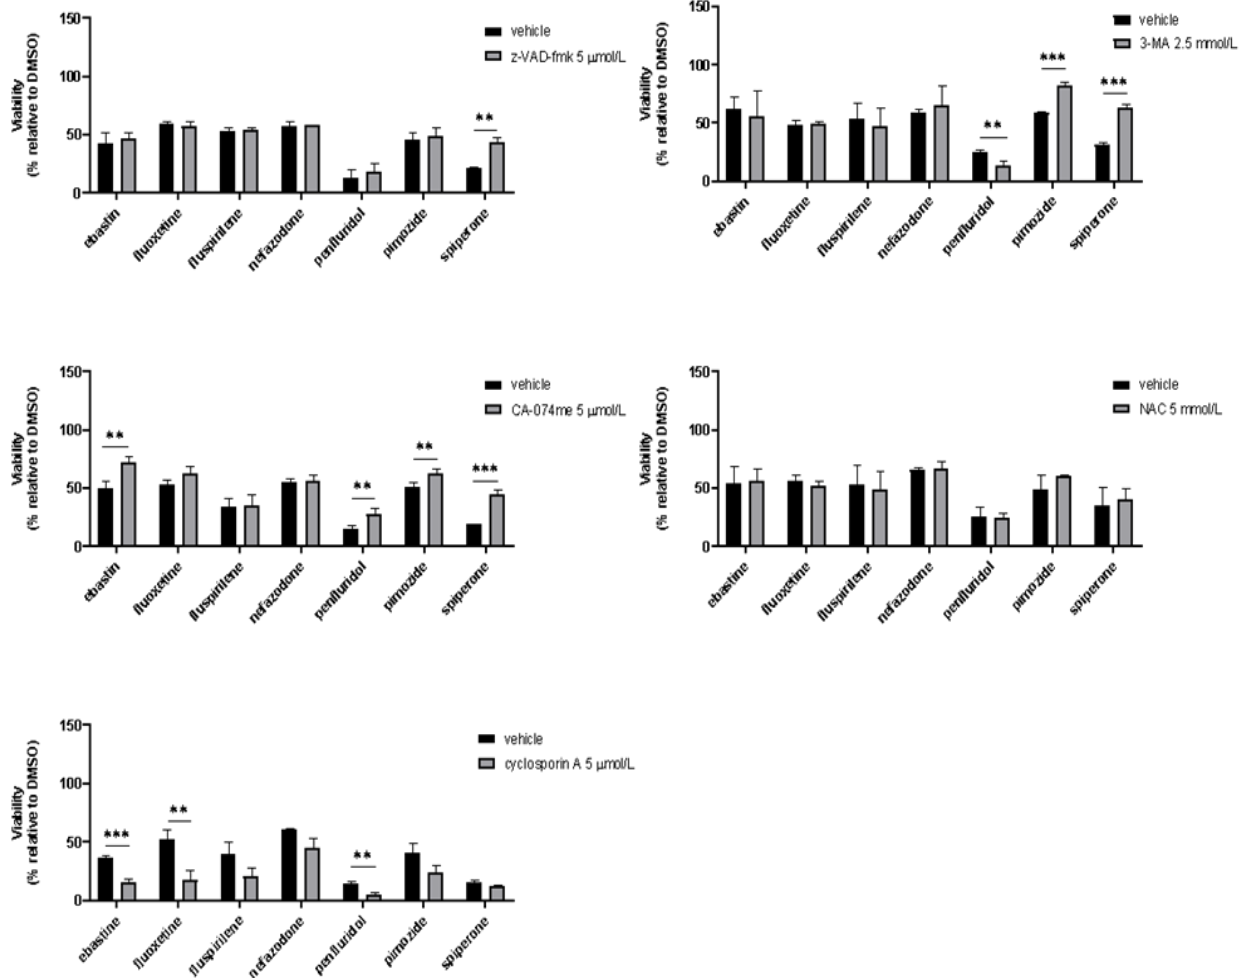 150
100
50
0
Viability
(% relative to DMSO)
vehicle
z-VAD-fmk 5 µmol/L
**
ebastin
fluoxetine
fluspirilene
nefazodone
penfluridol
pimozide
spiperone
150
100
50
0
Viability
(% relative to DMSO)
vehicle
3-MA 2.5 mmol/L
**
***
***
ebastin
fluoxetine
fluspirilene
nefazodone
penfluridol
pimozide
spiperone
150
100
50
0
Viability
(% relative to DMSO)
vehicle
CA-074me 5 µmol/L
**
**
**
***
ebastin
fluoxetine
fluspirilene
nefazodone
penfluridol
pimozide
spiperone
150
100
50
0
Viability
(% relative to DMSO)
vehicle
NAC 5 mmol/L
ebastine
fluoxetine
fluspirilene
nefazodone
penfluridol
pimozide
spiperone
150
100
50
0
Viability
(% relative to DMSO)
vehicle
cyclosporin A 5 µmol/L
***
**
**
ebastine
fluoxetine
fluspirilene
nefazodone
penfluridol
pimozide
spiperone